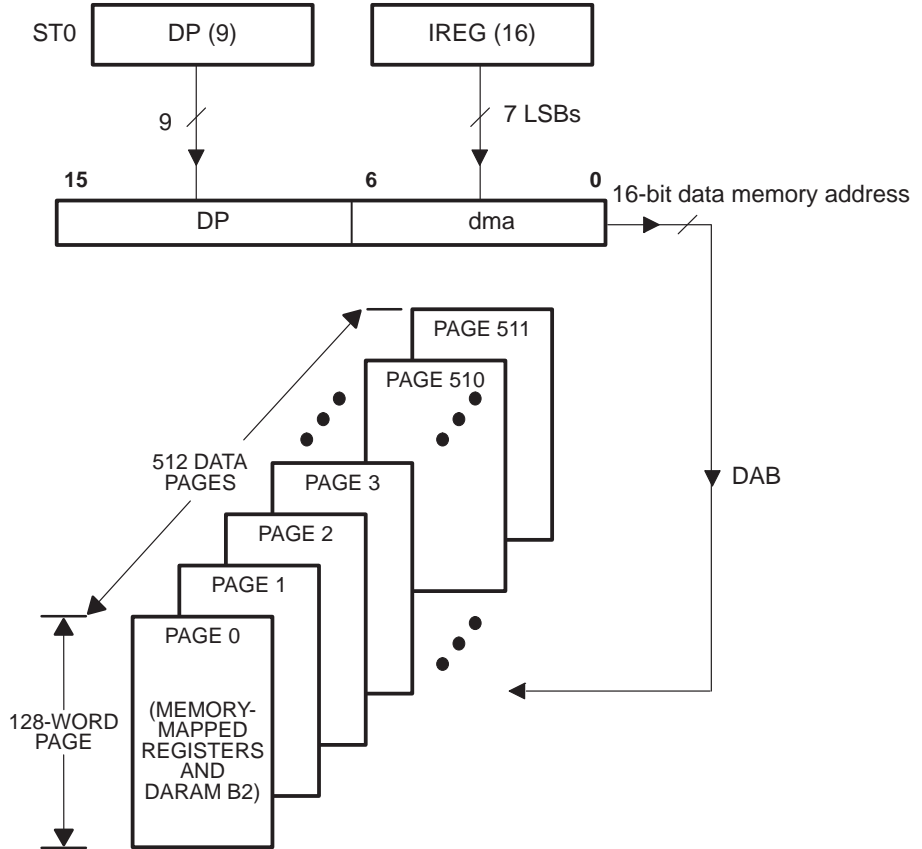 ST0
DP (9)
IREG (16)
9
7 LSBs
15
6
0
16-bit data memory address
DP
dma
PAGE 511
PAGE 510
512 DATA
PAGES
PAGE 3
DAB
PAGE 2
PAGE 1
PAGE 0
128-WORD
PAGE
(MEMORY-
MAPPED
REGISTERS
AND
DARAM B2)